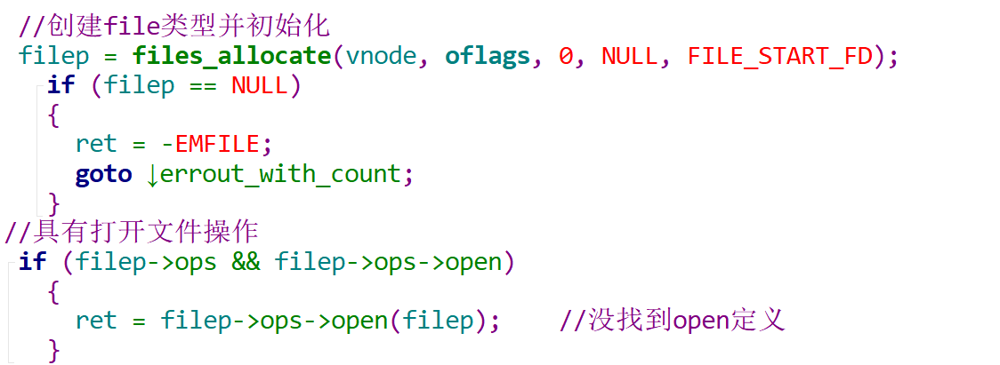 //创建file类型并初始化
filep = files_allocate(vnode, oflags, 0, NULL, FILE_START_FD);
if (filep == NULL)
{
ret = -EMFILE;
goto ↓errout_with_count;
}
//具有打开文件操作
if (filep->ops && filep->ops->open)
{
ret = filep->ops->open(filep); //没找到open定义
}